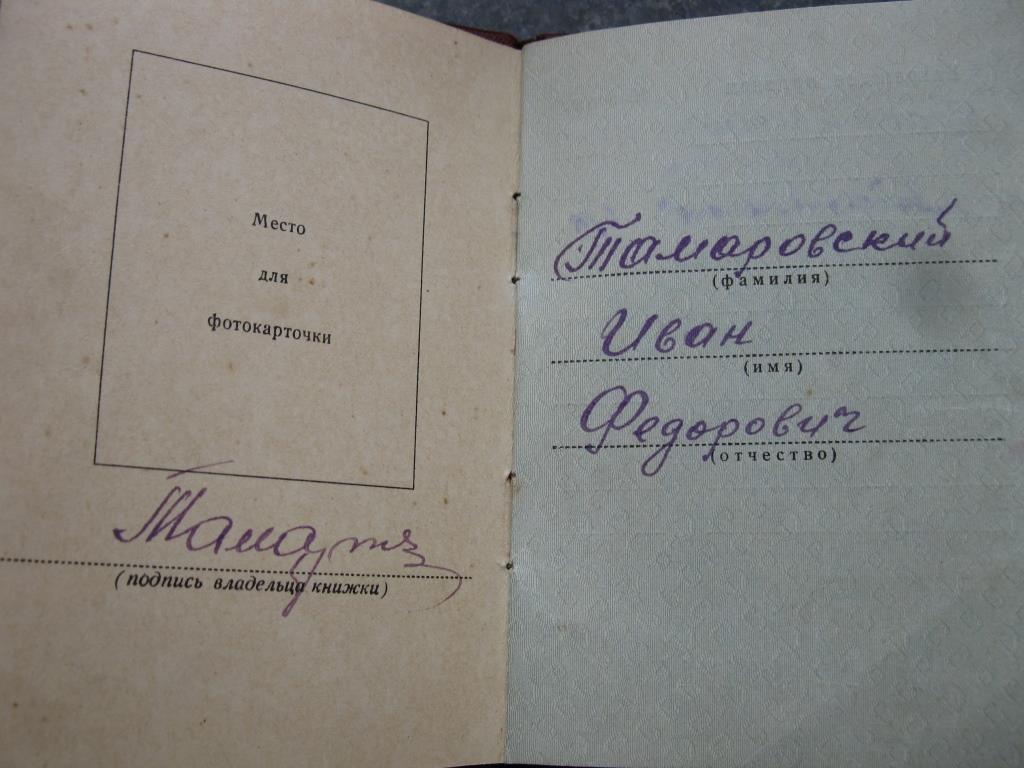 Место
для
фотокарточки
(подпись владельца книжки)
Тамаровский
(фамилия)
Иван
(имя)
Федорович
(отчество)